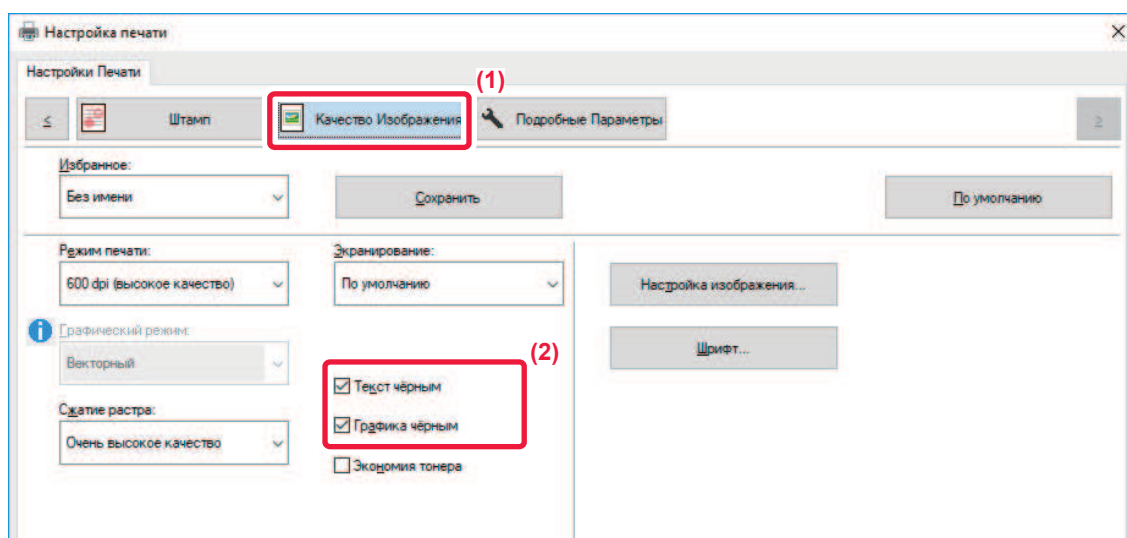 Настройка печати
Настройки Печати
(1)
<
Штамп
Качество Изображения
Подробные Параметры
>
Избранное:
Без имени
Сохранить
По умолчанию
Режим печати:
600 dpi (высокое качество)
Экранирование:
По умолчанию
Настройка изображения...
Графический режим:
Векторный
Шрифт...
(2)
Текст чёрным
Сжатие растра:
Очень высокое качество
Графика чёрным
Экономия тонера